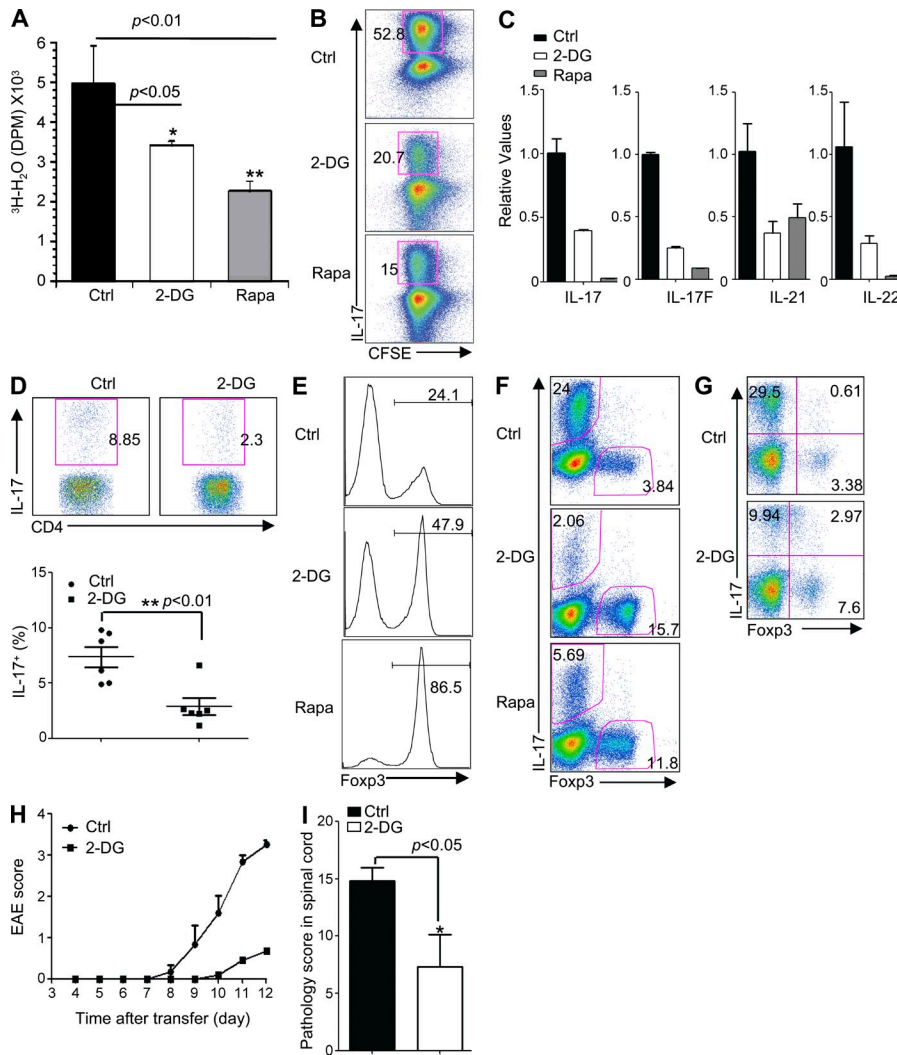 A
p<0.01
p<0.05
*
**
³H-H₂O (DPM) X10³
6
5
4
3
2
1
0
Ctrl 2-DG Rapa
B
IL-17
Ctrl
52.8
2-DG
20.7
Rapa
15
CFSE
C
Ctrl
2-DG
Rapa
Relative Values
1.5 1.5 1.5 1.5
1.0 1.0 1.0 1.0
0.5 0.5 0.5 0.5
0 0 0 0
IL-17 IL-17F IL-21 IL-22
D
Ctrl 2-DG
IL-17
8.85 2.3
CD4
Ctrl
2-DG
** p<0.01
IL-17⁺ (%)
15
10
5
0
E
Ctrl
24.1
2-DG
47.9
Rapa
86.5
Foxp3
F
Ctrl
24
3.84
2-DG
2.06
15.7
Rapa
5.69
11.8
IL-17
Foxp3
G
Ctrl
29.5 0.61
3.38
2-DG
9.94 2.97
7.6
IL-17
Foxp3
H
Ctrl
2-DG
EAE score
4
3
2
1
0
3 4 5 6 7 8 9 10 11 12
Time after transfer (day)
I
Ctrl
2-DG
p<0.05
*
Pathology score in spinal cord
20
15
10
5
0